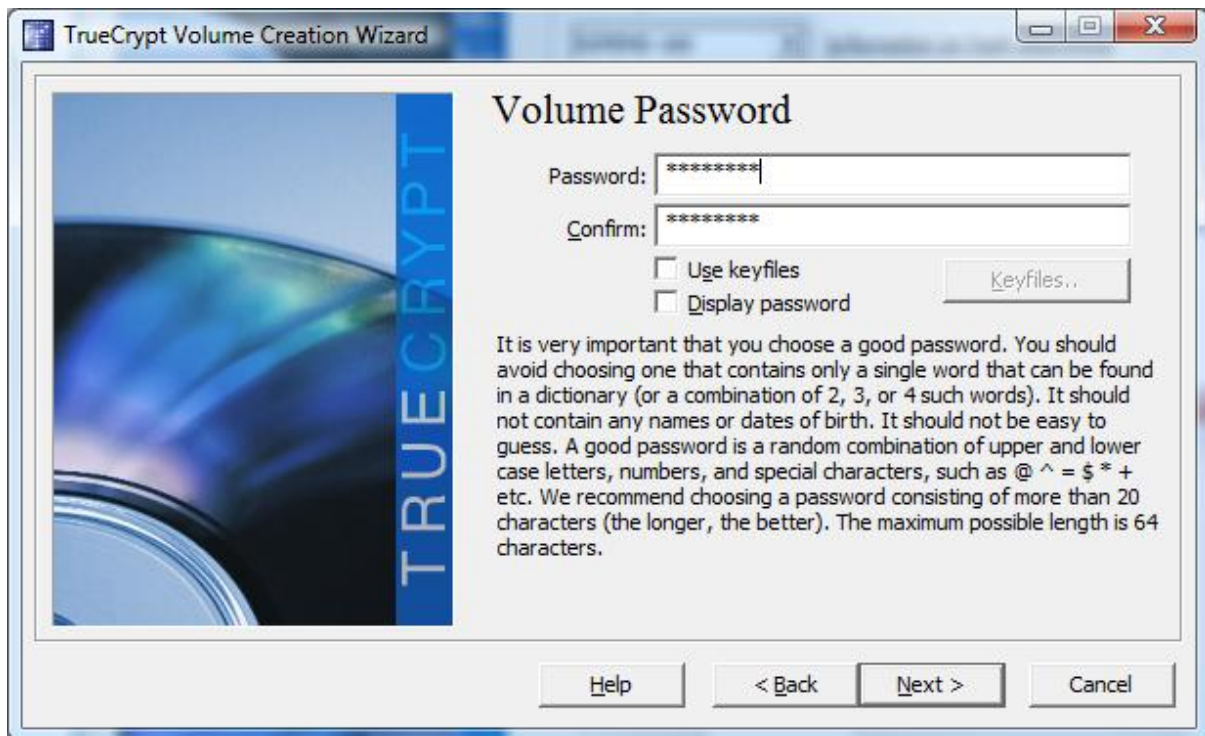 TrueCrypt Volume Creation Wizard
TRUECRYPT
Volume Password
Password: ********
Confirm: ********
Use keyfiles
Keyfiles..
Display password
It is very important that you choose a good password. You should
avoid choosing one that contains only a single word that can be found
in a dictionary (or a combination of 2, 3, or 4 such words). It should
not contain any names or dates of birth. It should not be easy to
guess. A good password is a random combination of upper and lower
case letters, numbers, and special characters, such as @ ^ = $ * +
etc. We recommend choosing a password consisting of more than 20
characters (the longer, the better). The maximum possible length is 64
characters.
Help
< Back
Next >
Cancel